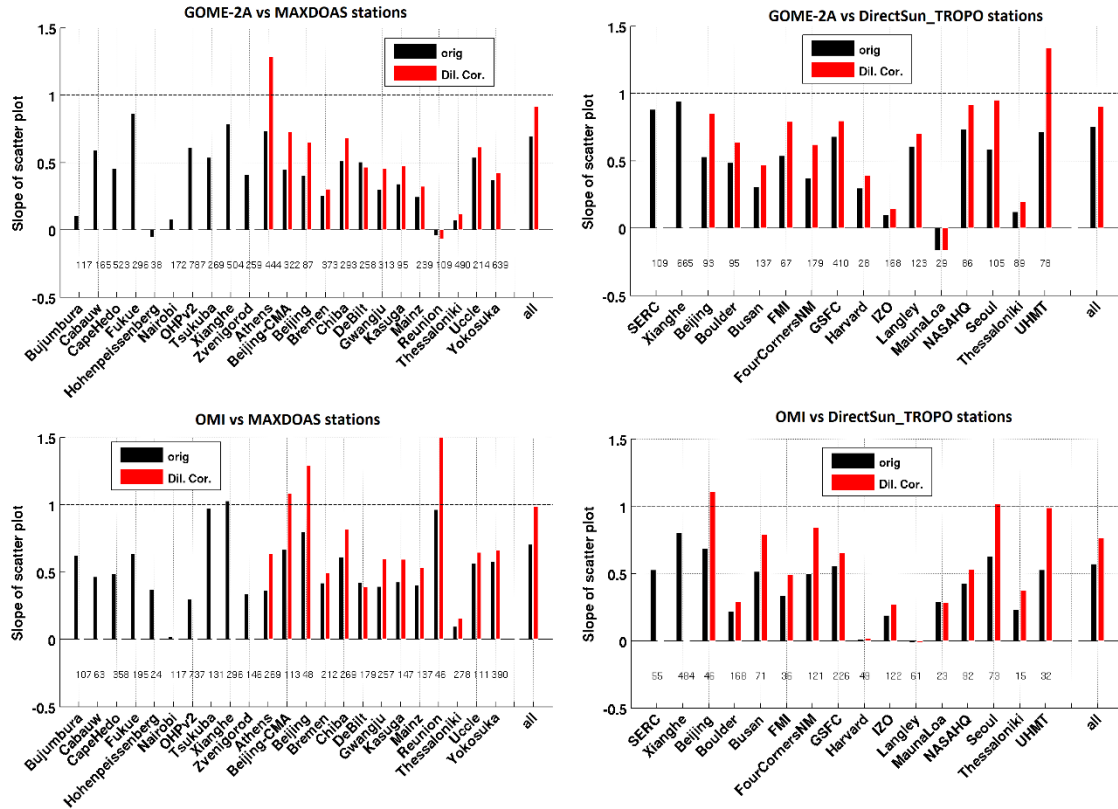 GOME-2A vs MAXDOAS stations
Slope of scatter plot
1.5
1
0.5
0
-0.5
orig
Dil. Cor.
117 165 523 296 38 172 787 269 504 259 444 322 87 373 293 258 313 95 239 109 490 214 639
Bujumbura
Cabauw
CapeHedo
Fukue
Hohenpeissenberg
Nairobi
OHPv2
Tsukuba
Xianghe
Zvenigorod
Athens
Beijing-CMA
Beijing
Bremen
Chiba
DeBilt
Gwangju
Kasuga
Mainz
Reunion
Thessaloniki
Uccle
Yokosuka
all
GOME-2A vs DirectSun_TROPO stations
Slope of scatter plot
1.5
1
0.5
0
-0.5
orig
Dil. Cor.
109 665 93 95 137 67 179 410 28 168 123 29 86 105 89 78
SERC
Xianghe
Beijing
Boulder
Busan
FMI
FourCornersNM
GSFC
Harvard
IZO
Langley
MaunaLoa
NASAHQ
Seoul
Thessaloniki
UHMT
all
OMI vs MAXDOAS stations
Slope of scatter plot
1.5
1
0.5
0
-0.5
orig
Dil. Cor.
107 63 358 195 24 117 737 131 296 146 269 113 48 212 269 179 257 147 137 46 278 111 390
Bujumbura
Cabauw
CapeHedo
Fukue
Hohenpeissenberg
Nairobi
OHPv2
Tsukuba
Xianghe
Zvenigorod
Athens
Beijing-CMA
Beijing
Bremen
Chiba
DeBilt
Gwangju
Kasuga
Mainz
Reunion
Thessaloniki
Uccle
Yokosuka
all
OMI vs DirectSun_TROPO stations
Slope of scatter plot
1.5
1
0.5
0
-0.5
orig
Dil. Cor.
55 484 46 168 71 36 121 226 49 122 61 23 92 73 15 32
SERC
Xianghe
Beijing
Boulder
Busan
FMI
FourCornersNM
GSFC
Harvard
IZO
Langley
MaunaLoa
NASAHQ
Seoul
Thessaloniki
UHMT
all